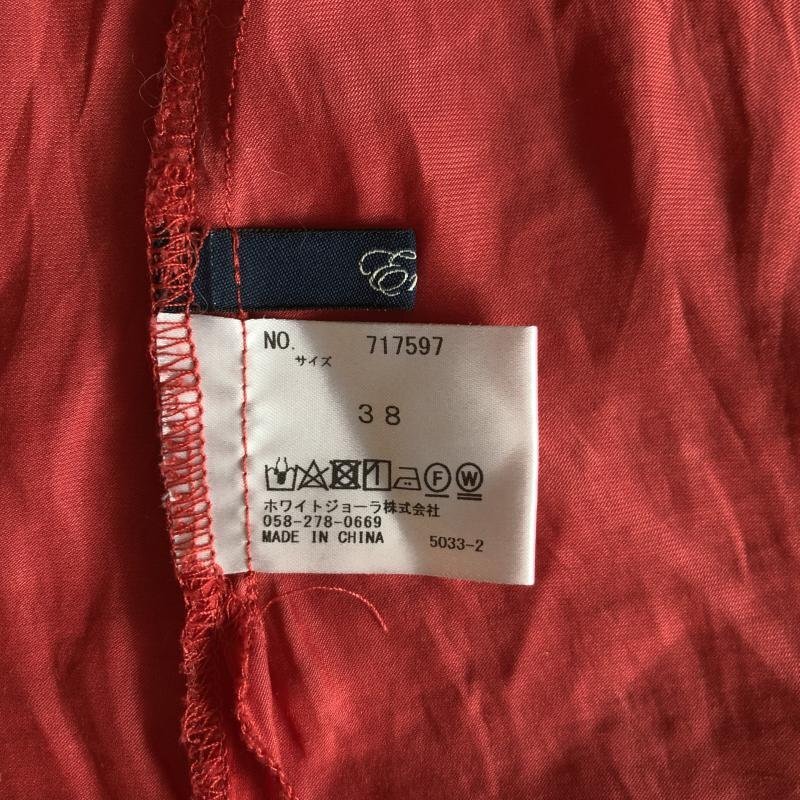 NO. 717597
サイズ
38
ホワイトジョーラ株式会社
058-278-0669
MADE IN CHINA 5033-2